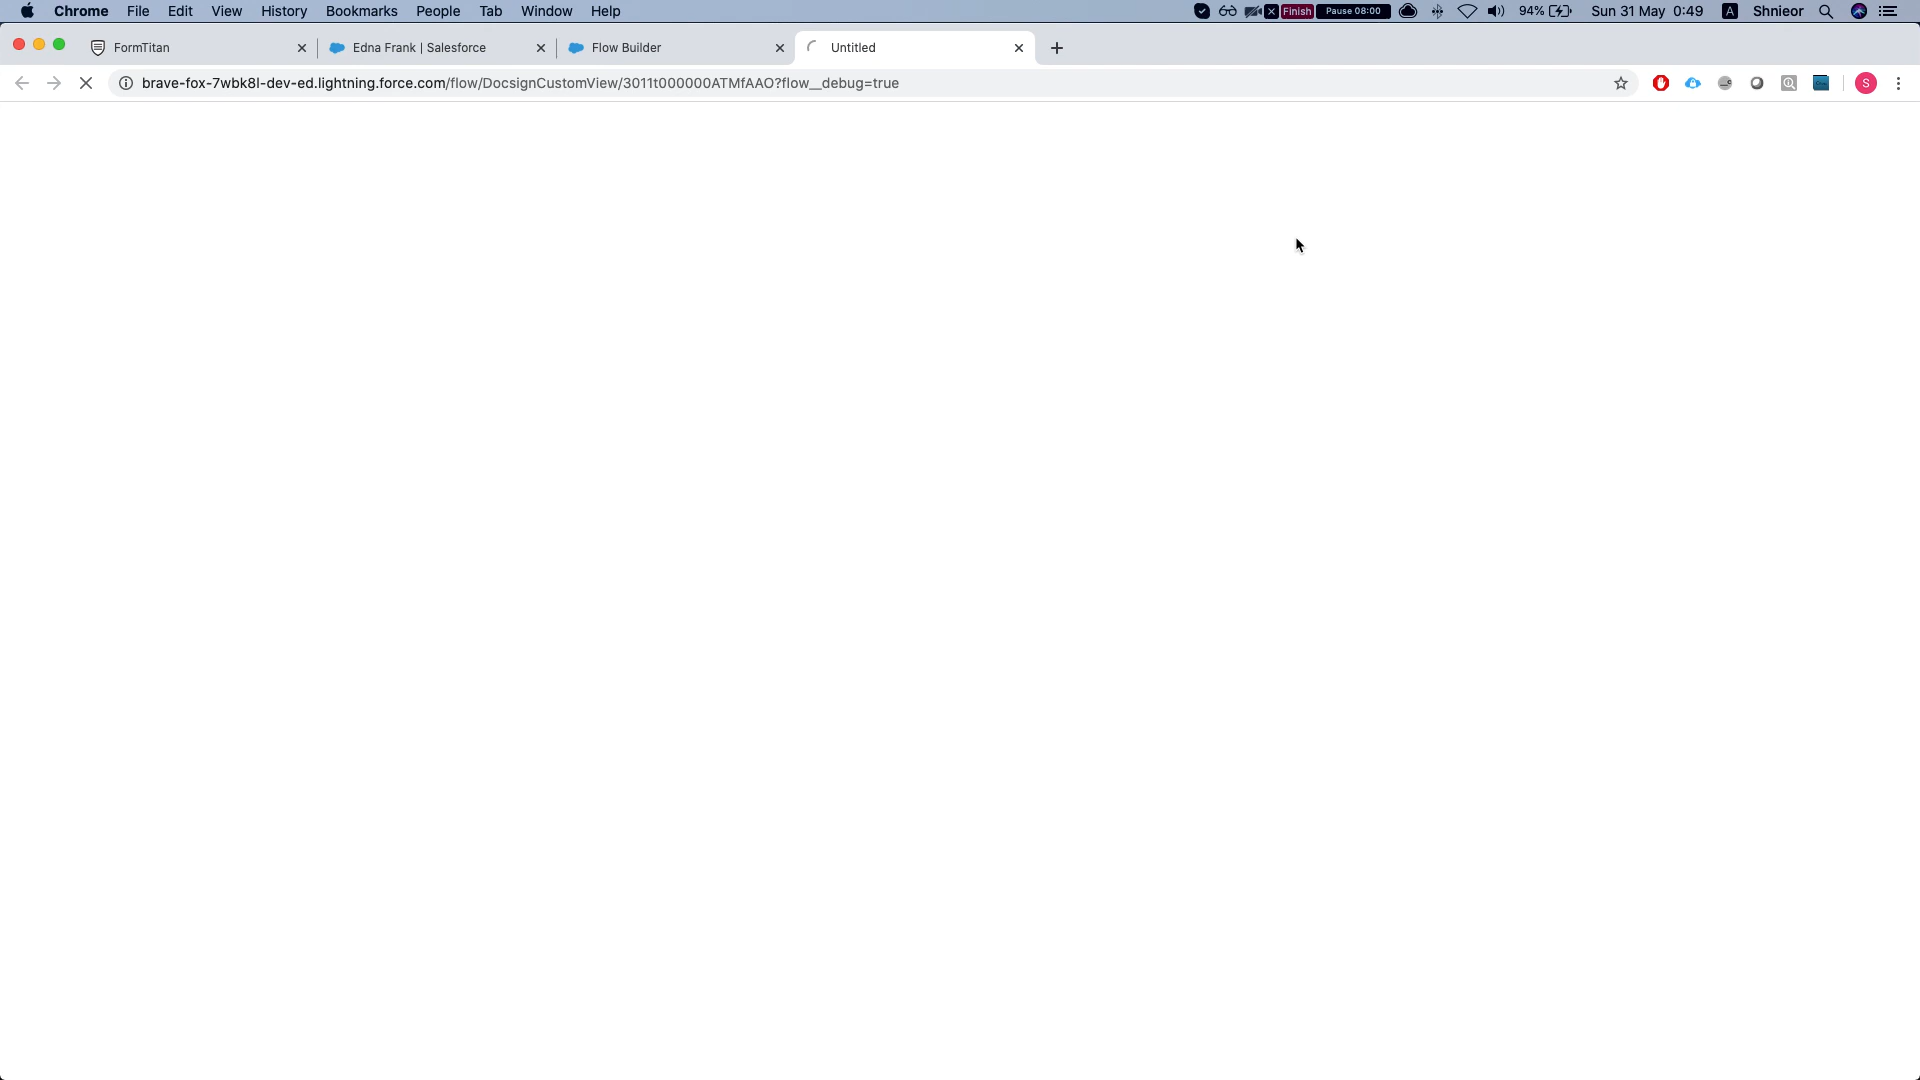 Chrome File Edit View History Bookmarks People Tab Window Help Finish Pause 08:00 94% Sun 31 May 0:49 A Shnieor
FormTitan Edna Frank | Salesforce Flow Builder Untitled
brave-fox-7wbk8l-dev-ed.lightning.force.com/flow/DocsignCustomView/3011t000000ATMfAAO?flow__debug=true S